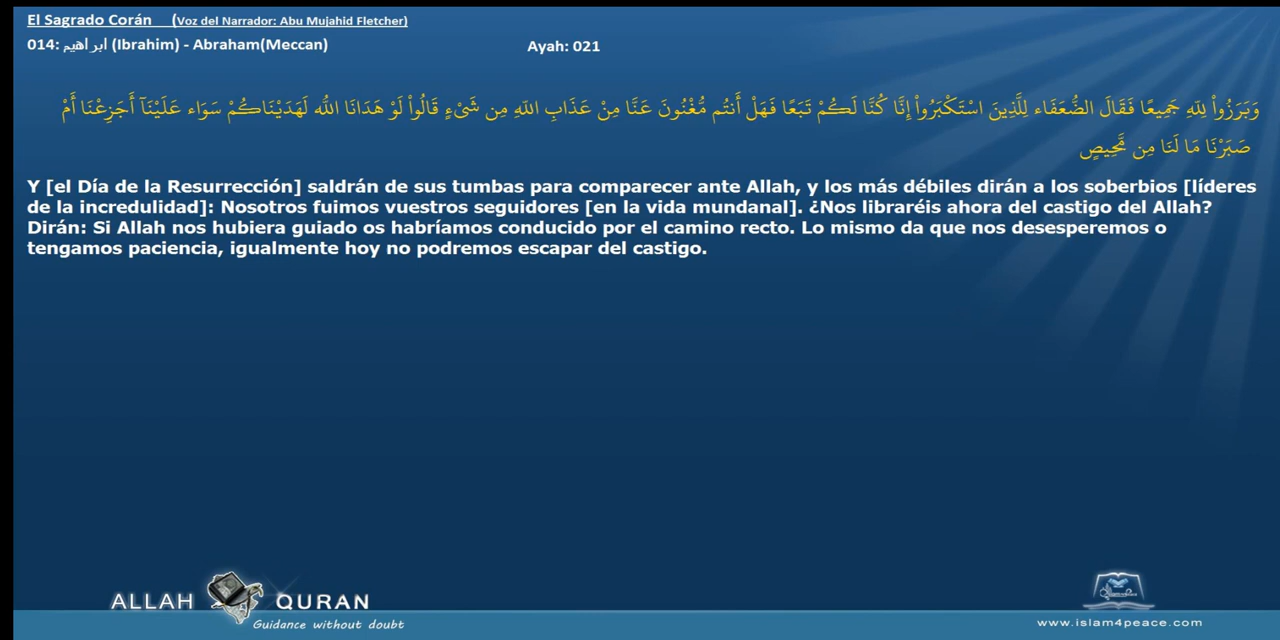 El Sagrado Corán (Voz del Narrador: Abu Mujahid Fletcher)
014: ابراهيم (Ibrahim) - Abraham(Meccan) Ayah: 021
وَبَرَزُواْ لِلّهِ جَمِيعًا فَقَالَ الضُّعَفَاء لِلَّذِينَ اسْتَكْبَرُواْ إِنَّا كُنَّا لَكُمْ تَبَعًا فَهَلْ أَنتُم مُّغْنُونَ عَنَّا مِنْ عَذَابِ اللّهِ مِن شَيْءٍ قَالُواْ لَوْ هَدَانَا اللّهُ لَهَدَيْنَاكُمْ سَوَاء عَلَيْنَآ أَجَزِعْنَا أَمْ
صَبَرْنَا مَا لَنَا مِن مَّحِيصٍ
Y [el Día de la Resurrección] saldrán de sus tumbas para comparecer ante Allah, y los más débiles dirán a los soberbios [líderes
de la incredulidad]: Nosotros fuimos vuestros seguidores [en la vida mundanal]. ¿Nos libraréis ahora del castigo del Allah?
Dirán: Si Allah nos hubiera guiado os habríamos conducido por el camino recto. Lo mismo da que nos desesperemos o
tengamos paciencia, igualmente hoy no podremos escapar del castigo.
ALLAH QURAN
Guidance without doubt
www.islam4peace.com